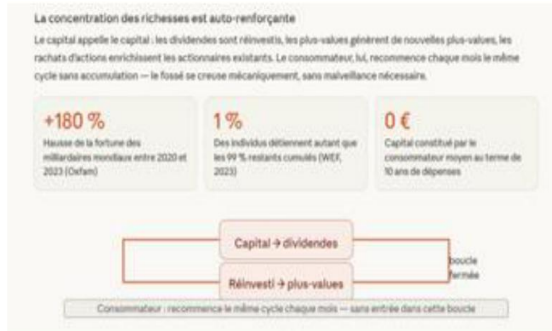 La concentration des richesses est auto-renforçante
Le capital appelle le capital : les dividendes sont réinvestis, les plus-values génèrent de nouvelles plus-values, les
rachats d'actions enrichissent les actionnaires existants. Le consommateur, lui, recommence chaque mois le même
cycle sans accumulation — le fossé se creuse mécaniquement, sans malveillance nécessaire.
+180 %
Hausse de la fortune des
milliardaires mondiaux entre 2020 et
2023 (Oxfam)
1 %
Des individus détiennent autant que
les 99 % restants cumulés (WEF,
2023)
0 €
Capital constitué par le
consommateur moyen au terme de
10 ans de dépenses
Capital → dividendes
boucle
fermée
Réinvesti → plus-values
Consommateur : recommence le même cycle chaque mois — sans entrée dans cette boucle